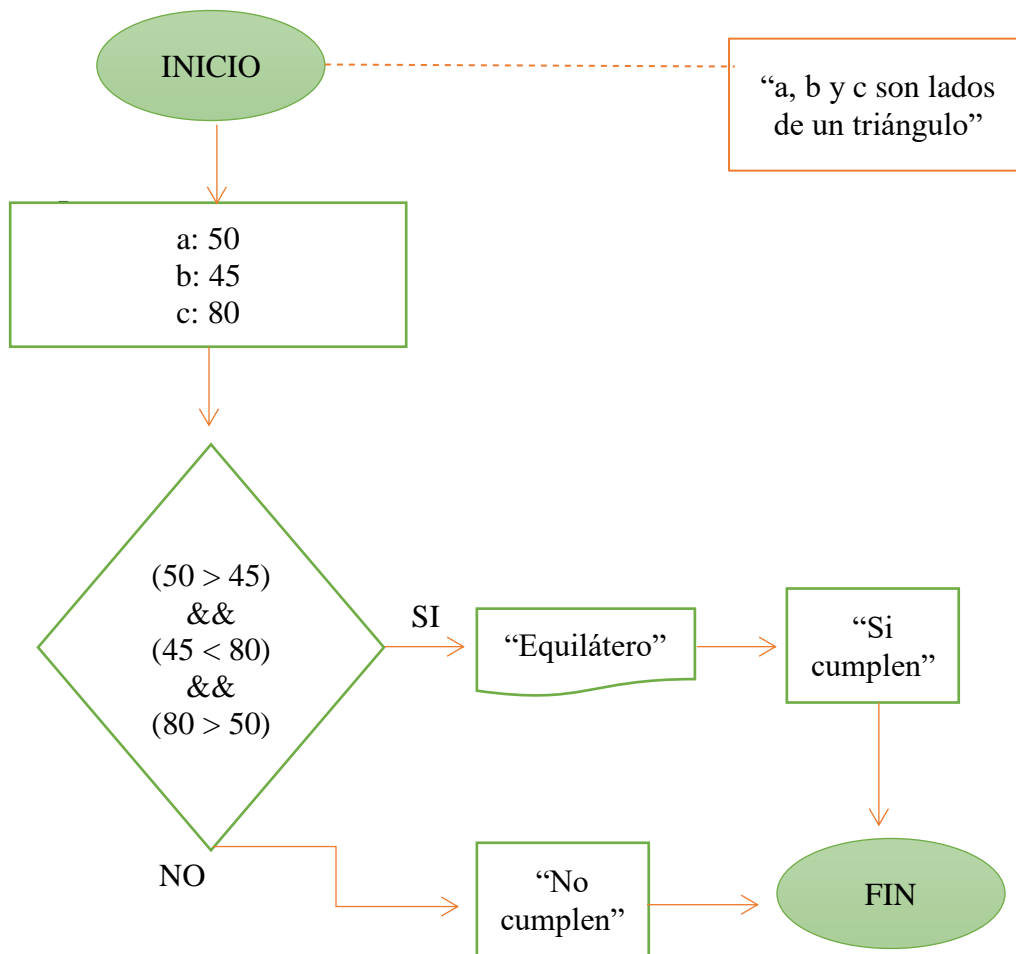 INICIO
“a, b y c son lados
de un triángulo”
a: 50
b: 45
c: 80
(50 > 45)
&&
(45 < 80)
&&
(80 > 50)
SI
“Equilátero”
“Si
cumplen”
NO
“No
cumplen”
FIN